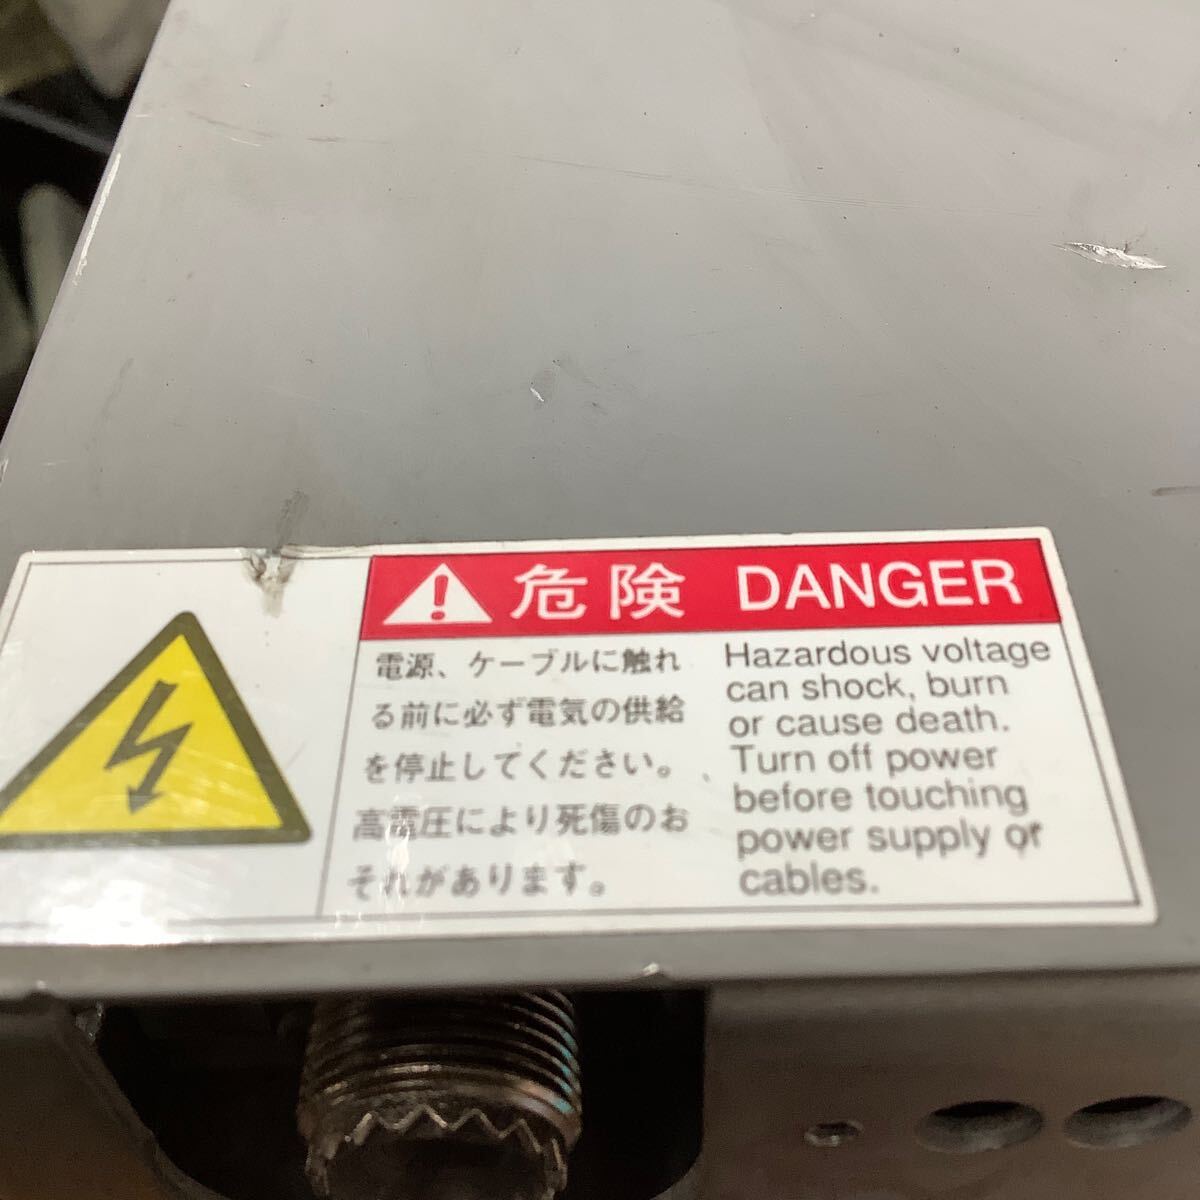 危険 DANGER
電源、ケーブルに触れ
る前に必ず電気の供給
を停止してください。
高電圧により死傷のお
それがあります。
Hazardous voltage
can shock, burn
or cause death.
Turn off power
before touching
power supply or
cables.